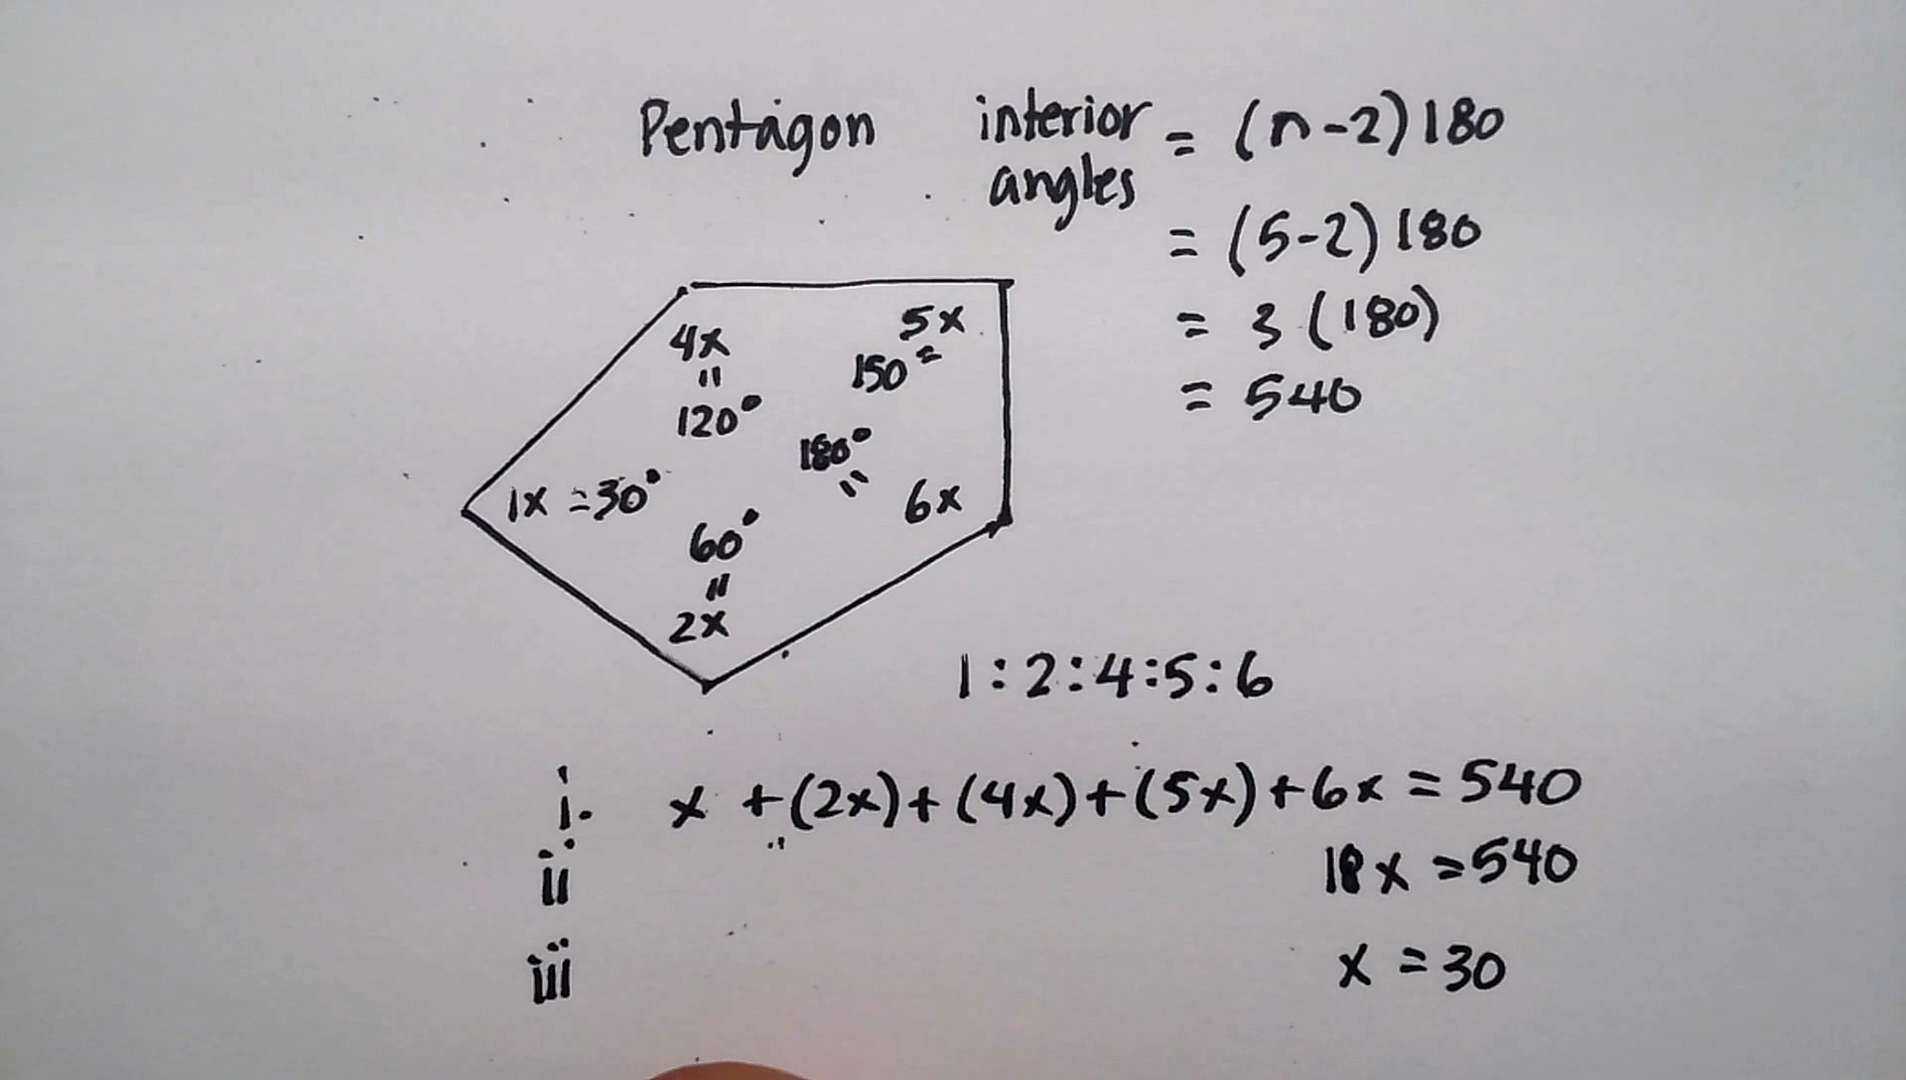 Pentagon
interior angles = (n-2)180
= (5-2)180
= 3(180)
= 540
4x
"
120°
5x
150 =
180°
"
6x
1x = 30°
60°
"
2x
1:2:4:5:6
i. x + (2x) + (4x) + (5x) + 6x = 540
ii 18x = 540
iii x = 30